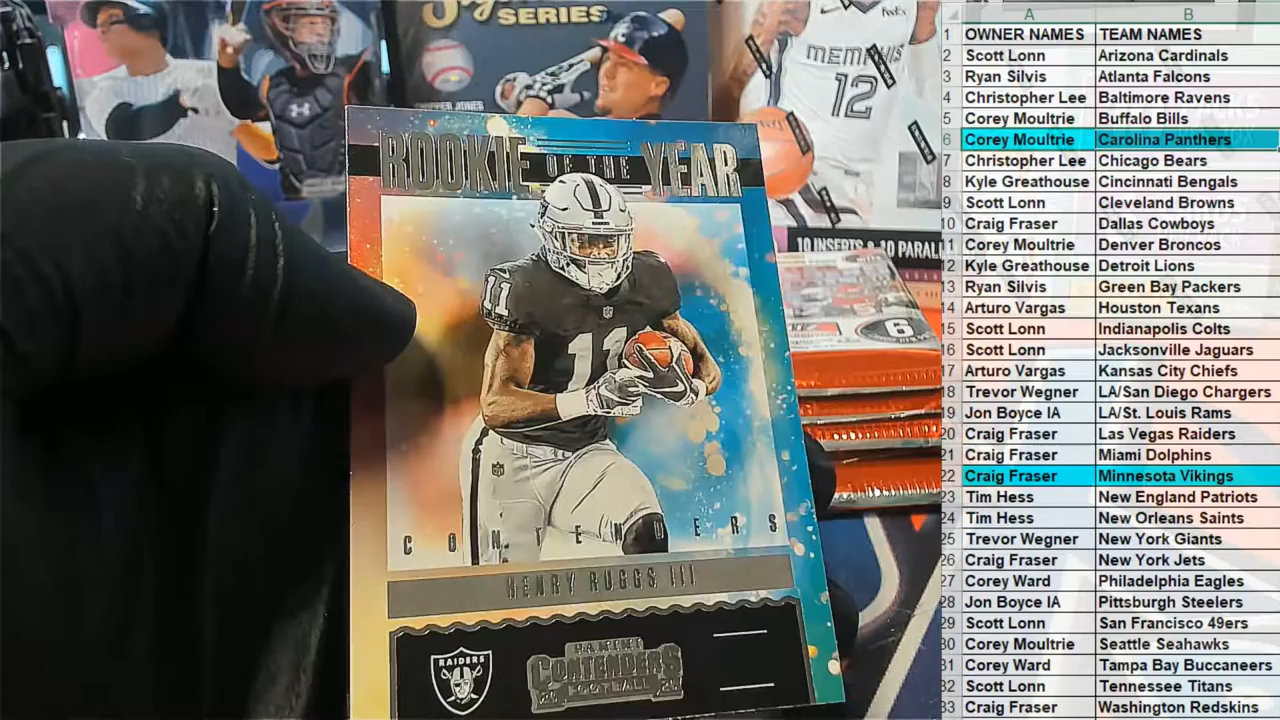 SERIES
CHIPPER JONES
FedEx
MEMPHIS
12
10 INSERTS & 10 PARALL
6
ROOKIE OF THE YEAR
11
11
CONTENDERS
HENRY RUGGS III
RAIDERS
PANINI
CONTENDERS
FOOTBALL
A B
1 OWNER NAMES TEAM NAMES
2 Scott Lonn Arizona Cardinals
3 Ryan Silvis Atlanta Falcons
4 Christopher Lee Baltimore Ravens
5 Corey Moultrie Buffalo Bills
6 Corey Moultrie Carolina Panthers
7 Christopher Lee Chicago Bears
8 Kyle Greathouse Cincinnati Bengals
9 Scott Lonn Cleveland Browns
10 Craig Fraser Dallas Cowboys
11 Corey Moultrie Denver Broncos
12 Kyle Greathouse Detroit Lions
13 Ryan Silvis Green Bay Packers
14 Arturo Vargas Houston Texans
15 Scott Lonn Indianapolis Colts
16 Scott Lonn Jacksonville Jaguars
17 Arturo Vargas Kansas City Chiefs
18 Trevor Wegner LA/San Diego Chargers
19 Jon Boyce IA LA/St. Louis Rams
20 Craig Fraser Las Vegas Raiders
21 Craig Fraser Miami Dolphins
22 Craig Fraser Minnesota Vikings
23 Tim Hess New England Patriots
24 Tim Hess New Orleans Saints
25 Trevor Wegner New York Giants
26 Craig Fraser New York Jets
27 Corey Ward Philadelphia Eagles
28 Jon Boyce IA Pittsburgh Steelers
29 Scott Lonn San Francisco 49ers
30 Corey Moultrie Seattle Seahawks
31 Corey Ward Tampa Bay Buccaneers
32 Scott Lonn Tennessee Titans
33 Craig Fraser Washington Redskins